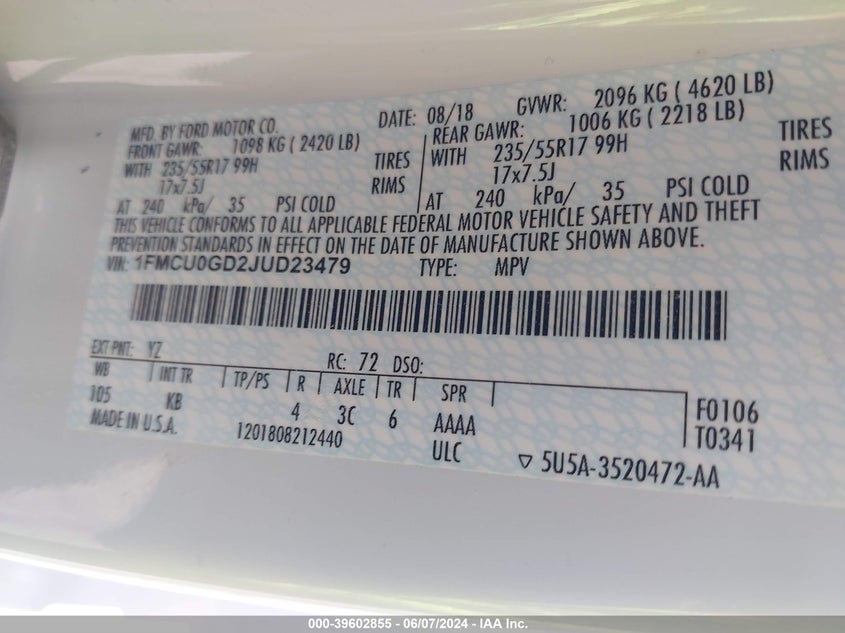 MFD. BY FORD MOTOR CO.
DATE: 08/18 GVWR: 2096 KG ( 4620 LB)
FRONT GAWR: 1098 KG ( 2420 LB)
REAR GAWR: 1006 KG ( 2218 LB)
WITH 235/55R17 99H TIRES
WITH 235/55R17 99H TIRES
17x7.5J RIMS
17x7.5J RIMS
AT 240 kPa/ 35 PSI COLD
AT 240 kPa/ 35 PSI COLD
THIS VEHICLE CONFORMS TO ALL APPLICABLE FEDERAL MOTOR VEHICLE SAFETY AND THEFT
PREVENTION STANDARDS IN EFFECT ON THE DATE OF MANUFACTURE SHOWN ABOVE.
VIN: 1FMCU0GD2JUD23479 TYPE: MPV
EXT PNT: YZ RC: 72 DSO:
WB INT TR TP/PS R AXLE TR SPR
105 KB 4 3C 6 AAAA
MADE IN U.S.A. 1201808212440 ULC
F0106
T0341
▽ 5U5A-3520472-AA
000-39602855 - 06/07/2024 - IAA Inc.